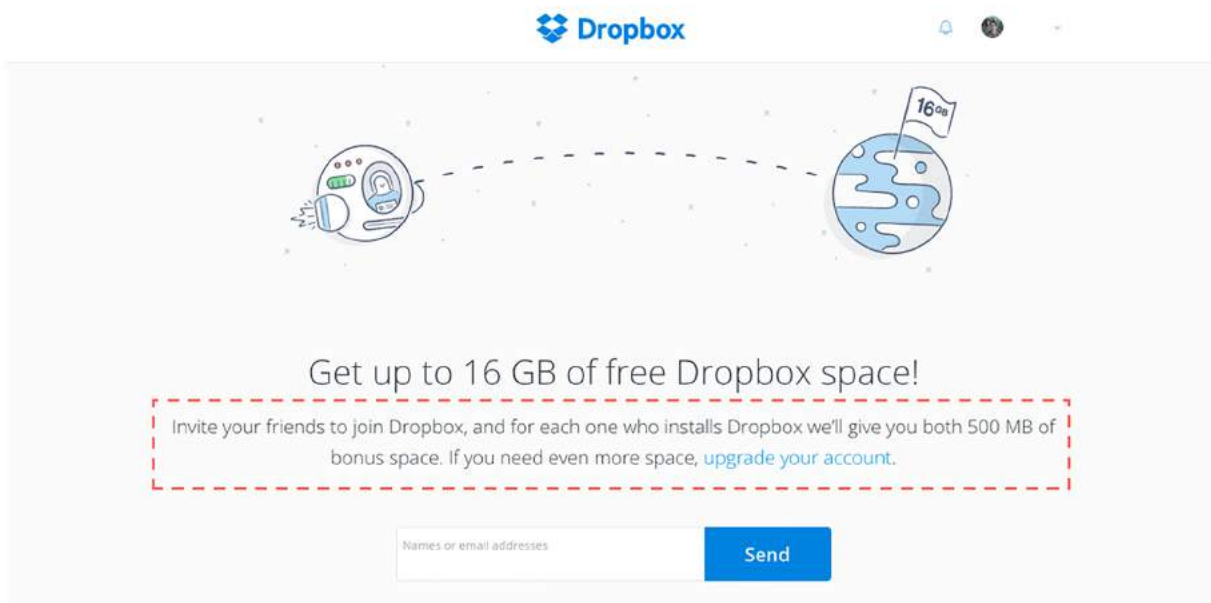 Dropbox
16 GB
Get up to 16 GB of free Dropbox space!
Invite your friends to join Dropbox, and for each one who installs Dropbox we'll give you both 500 MB of
bonus space. If you need even more space, upgrade your account.
Names or email addresses
Send